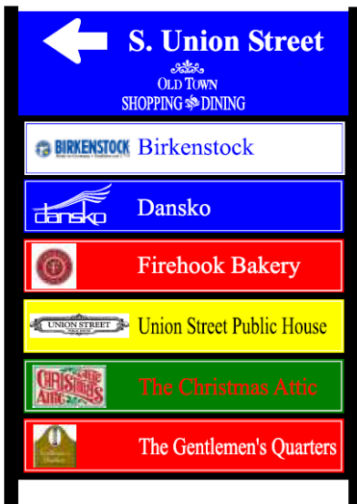 S. Union Street
OLD TOWN
SHOPPING DINING
BIRKENSTOCK Birkenstock
dansko Dansko
Firehook Bakery
UNION STREET Union Street Public House
CHRISTMAS ATTIC The Christmas Attic
The Gentlemen's Quarters